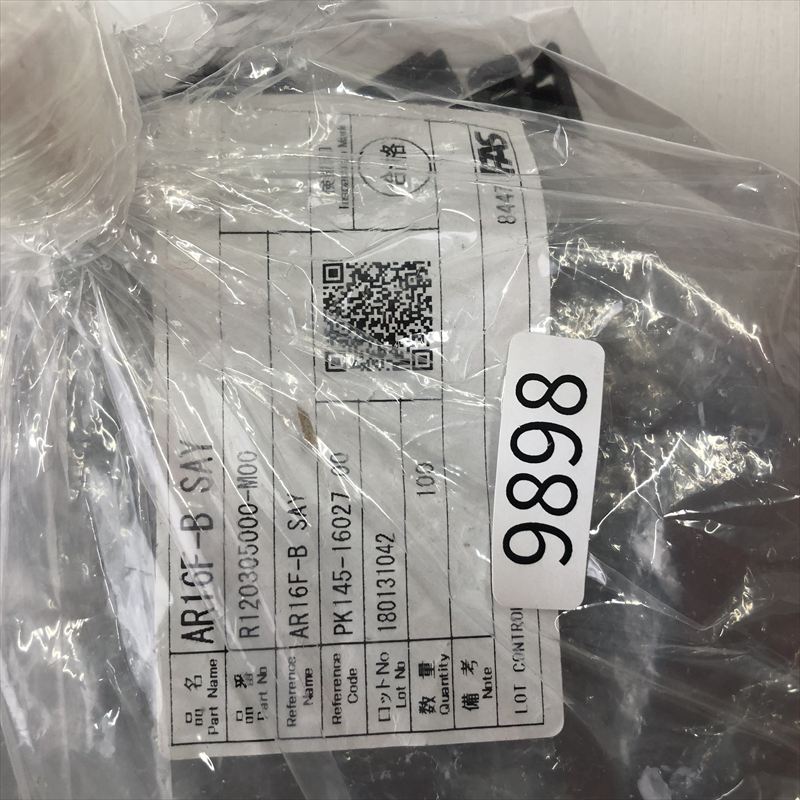 品名 Part Name AR16F-B SAY
品番 Part No R120305000-M00
Reference Name AR16F-B SAY
Reference Code PK145-16027-00
ロットNo Lot No 180131042
数量 Quantity 100
備考 Note
LOT CONTROL
合格
8447
9898